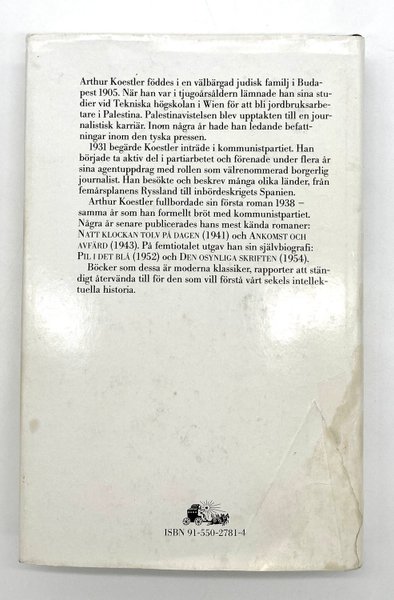 Arthur Koestler föddes i en välbärgad judisk familj i Buda-
pest 1905. När han var i tjugoårsåldern lämnade han sina stu-
dier vid Tekniska högskolan i Wien för att bli jordbruksarbe-
tare i Palestina. Palestinavistelsen blev upptakten till en jour-
nalistisk karriär. Inom några år hade han ledande befatt-
ningar inom den tyska pressen.
1931 begärde Koestler inträde i kommunistpartiet. Han
började ta aktiv del i partiarbetet och förenade under flera år
sina agentuppdrag med rollen som välrenommerad borgerlig
journalist. Han besökte och beskrev många olika länder, från
femårsplanens Ryssland till inbördeskrigets Spanien.
Arthur Koestler fullbordade sin första roman 1938 –
samma år som han formellt bröt med kommunistpartiet.
Några år senare publicerades hans mest kända romaner:
NATT KLOCKAN TOLV PÅ DAGEN (1941) och ANKOMST OCH
AVFÄRD (1943). På femtiotalet utgav han sin självbiografi:
PIL I DET BLÅ (1952) och DEN OSYNLIGA SKRIFTEN (1954).
Böcker som dessa är moderna klassiker, rapporter att stän-
digt återvända till för den som vill förstå vårt sekels intellek-
tuella historia.
ISBN 91-550-2781-4